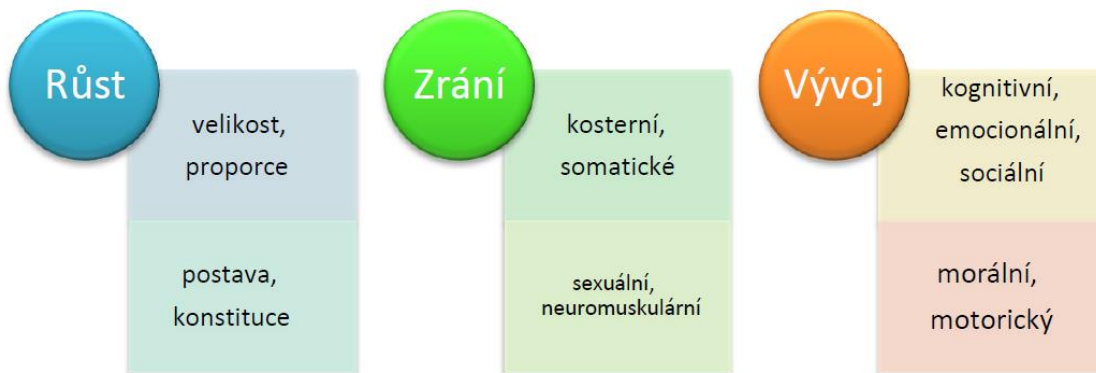 Růst
velikost,
proporce
postava,
konstituce
Zrání
kosterní,
somatické
sexuální,
neuromuskulární
Vývoj
kognitivní,
emocionální,
sociální
morální,
motorický